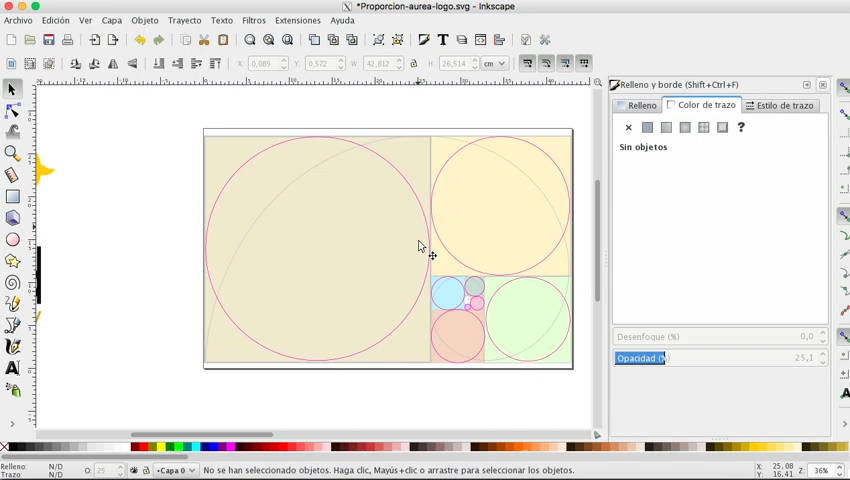 *Proporcion-aurea-logo.svg - Inkscape
Archivo Edición Ver Capa Objeto Trayecto Texto Filtros Extensiones Ayuda
X: 0,089 Y: 0,572 W: 42,812 H: 26,514 cm
Relleno y borde (Shift+Ctrl+F)
Relleno Color de trazo Estilo de trazo
?
Sin objetos
Desenfoque (%) 0,0
Opacidad (%) 25,1
Relleno: N/D
Trazo: N/D
O: 25
Capa 0
No se han seleccionado objetos. Haga clic, Mayús+clic o arrastre para seleccionar los objetos.
X: 25,08
Y: 16,41
Z: 36%